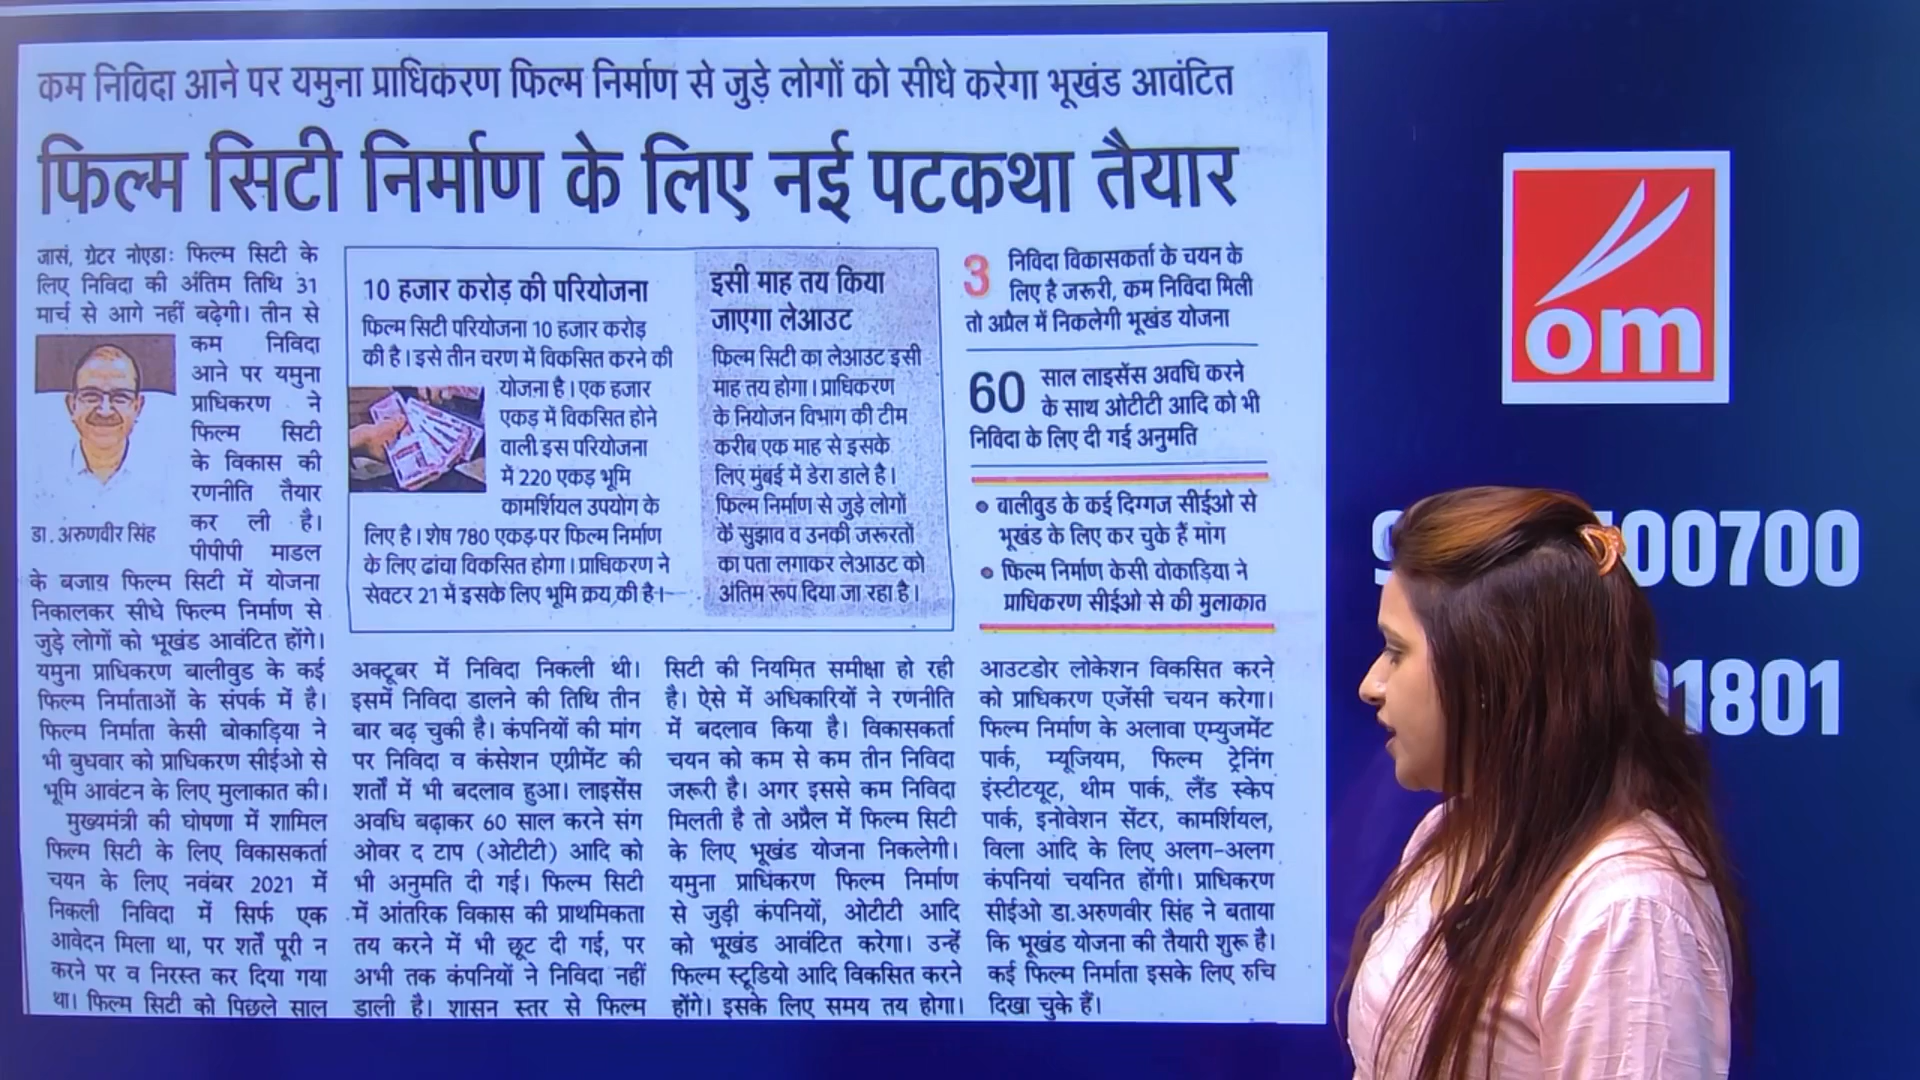 कम निविदा आने पर यमुना प्राधिकरण फिल्म निर्माण से जुड़े लोगों को सीधे करेगा भूखंड आवंटित
फिल्म सिटी निर्माण के लिए नई पटकथा तैयार
जासं, ग्रेटर नोएडा: फिल्म सिटी के
लिए निविदा की अंतिम तिथि 31
मार्च से आगे नहीं बढ़ेगी। तीन से
कम निविदा
आने पर यमुना
प्राधिकरण ने
फिल्म सिटी
के विकास की
रणनीति तैयार
कर ली है।
पीपीपी माडल
डा. अरुणवीर सिंह
के बजाय फिल्म सिटी में योजना
निकालकर सीधे फिल्म निर्माण से
जुड़े लोगों को भूखंड आवंटित होंगे।
यमुना प्राधिकरण बालीवुड के कई
फिल्म निर्माताओं के संपर्क में है।
फिल्म निर्माता केसी बोकाड़िया ने
भी बुधवार को प्राधिकरण सीईओ से
भूमि आवंटन के लिए मुलाकात की।
मुख्यमंत्री की घोषणा में शामिल
फिल्म सिटी के लिए विकासकर्ता
चयन के लिए नवंबर 2021 में
निकली निविदा में सिर्फ एक
आवेदन मिला था, पर शर्तें पूरी न
करने पर व निरस्त कर दिया गया
था। फिल्म सिटी को पिछले साल
10 हजार करोड़ की परियोजना
फिल्म सिटी परियोजना 10 हजार करोड़
की है। इसे तीन चरण में विकसित करने की
योजना है। एक हजार
एकड़ में विकसित होने
वाली इस परियोजना
में 220 एकड़ भूमि
कामर्शियल उपयोग के
लिए है। शेष 780 एकड़ पर फिल्म निर्माण
के लिए ढांचा विकसित होगा। प्राधिकरण ने
सेक्टर 21 में इसके लिए भूमि क्रय की है।
इसी माह तय किया
जाएगा लेआउट
फिल्म सिटी का लेआउट इसी
माह तय होगा। प्राधिकरण
के नियोजन विभाग की टीम
करीब एक माह से इसके
लिए मुंबई में डेरा डाले है।
फिल्म निर्माण से जुड़े लोगों
के सुझाव व उनकी जरूरतों
का पता लगाकर लेआउट को
अंतिम रूप दिया जा रहा है।
3 निविदा विकासकर्ता के चयन के
लिए है जरूरी, कम निविदा मिली
तो अप्रैल में निकलेगी भूखंड योजना
60 साल लाइसेंस अवधि करने
के साथ ओटीटी आदि को भी
निविदा के लिए दी गई अनुमति
• बालीवुड के कई दिग्गज सीईओ से
भूखंड के लिए कर चुके हैं मांग
• फिल्म निर्माण केसी वोकाड़िया ने
प्राधिकरण सीईओ से की मुलाकात
अक्टूबर में निविदा निकली थी।
इसमें निविदा डालने की तिथि तीन
बार बढ़ चुकी है। कंपनियों की मांग
पर निविदा व कंसेशन एग्रीमेंट की
शर्तों में भी बदलाव हुआ। लाइसेंस
अवधि बढ़ाकर 60 साल करने संग
ओवर द टाप (ओटीटी) आदि को
भी अनुमति दी गई। फिल्म सिटी
में आंतरिक विकास की प्राथमिकता
तय करने में भी छूट दी गई, पर
अभी तक कंपनियों ने निविदा नहीं
डाली है। शासन स्तर से फिल्म
सिटी की नियमित समीक्षा हो रही
है। ऐसे में अधिकारियों ने रणनीति
में बदलाव किया है। विकासकर्ता
चयन को कम से कम तीन निविदा
जरूरी है। अगर इससे कम निविदा
मिलती है तो अप्रैल में फिल्म सिटी
के लिए भूखंड योजना निकलेगी।
यमुना प्राधिकरण फिल्म निर्माण
से जुड़ी कंपनियों, ओटीटी आदि
को भूखंड आवंटित करेगा। उन्हें
फिल्म स्टूडियो आदि विकसित करने
होंगे। इसके लिए समय तय होगा।
आउटडोर लोकेशन विकसित करने
को प्राधिकरण एजेंसी चयन करेगा।
फिल्म निर्माण के अलावा एम्युजमेंट
पार्क, म्यूजियम, फिल्म ट्रेनिंग
इंस्टीटयूट, थीम पार्क, लैंड स्केप
पार्क, इनोवेशन सेंटर, कामर्शियल,
विला आदि के लिए अलग-अलग
कंपनियां चयनित होंगी। प्राधिकरण
सीईओ डा.अरुणवीर सिंह ने बताया
कि भूखंड योजना की तैयारी शुरू है।
कई फिल्म निर्माता इसके लिए रुचि
दिखा चुके हैं।
om
00700
1801